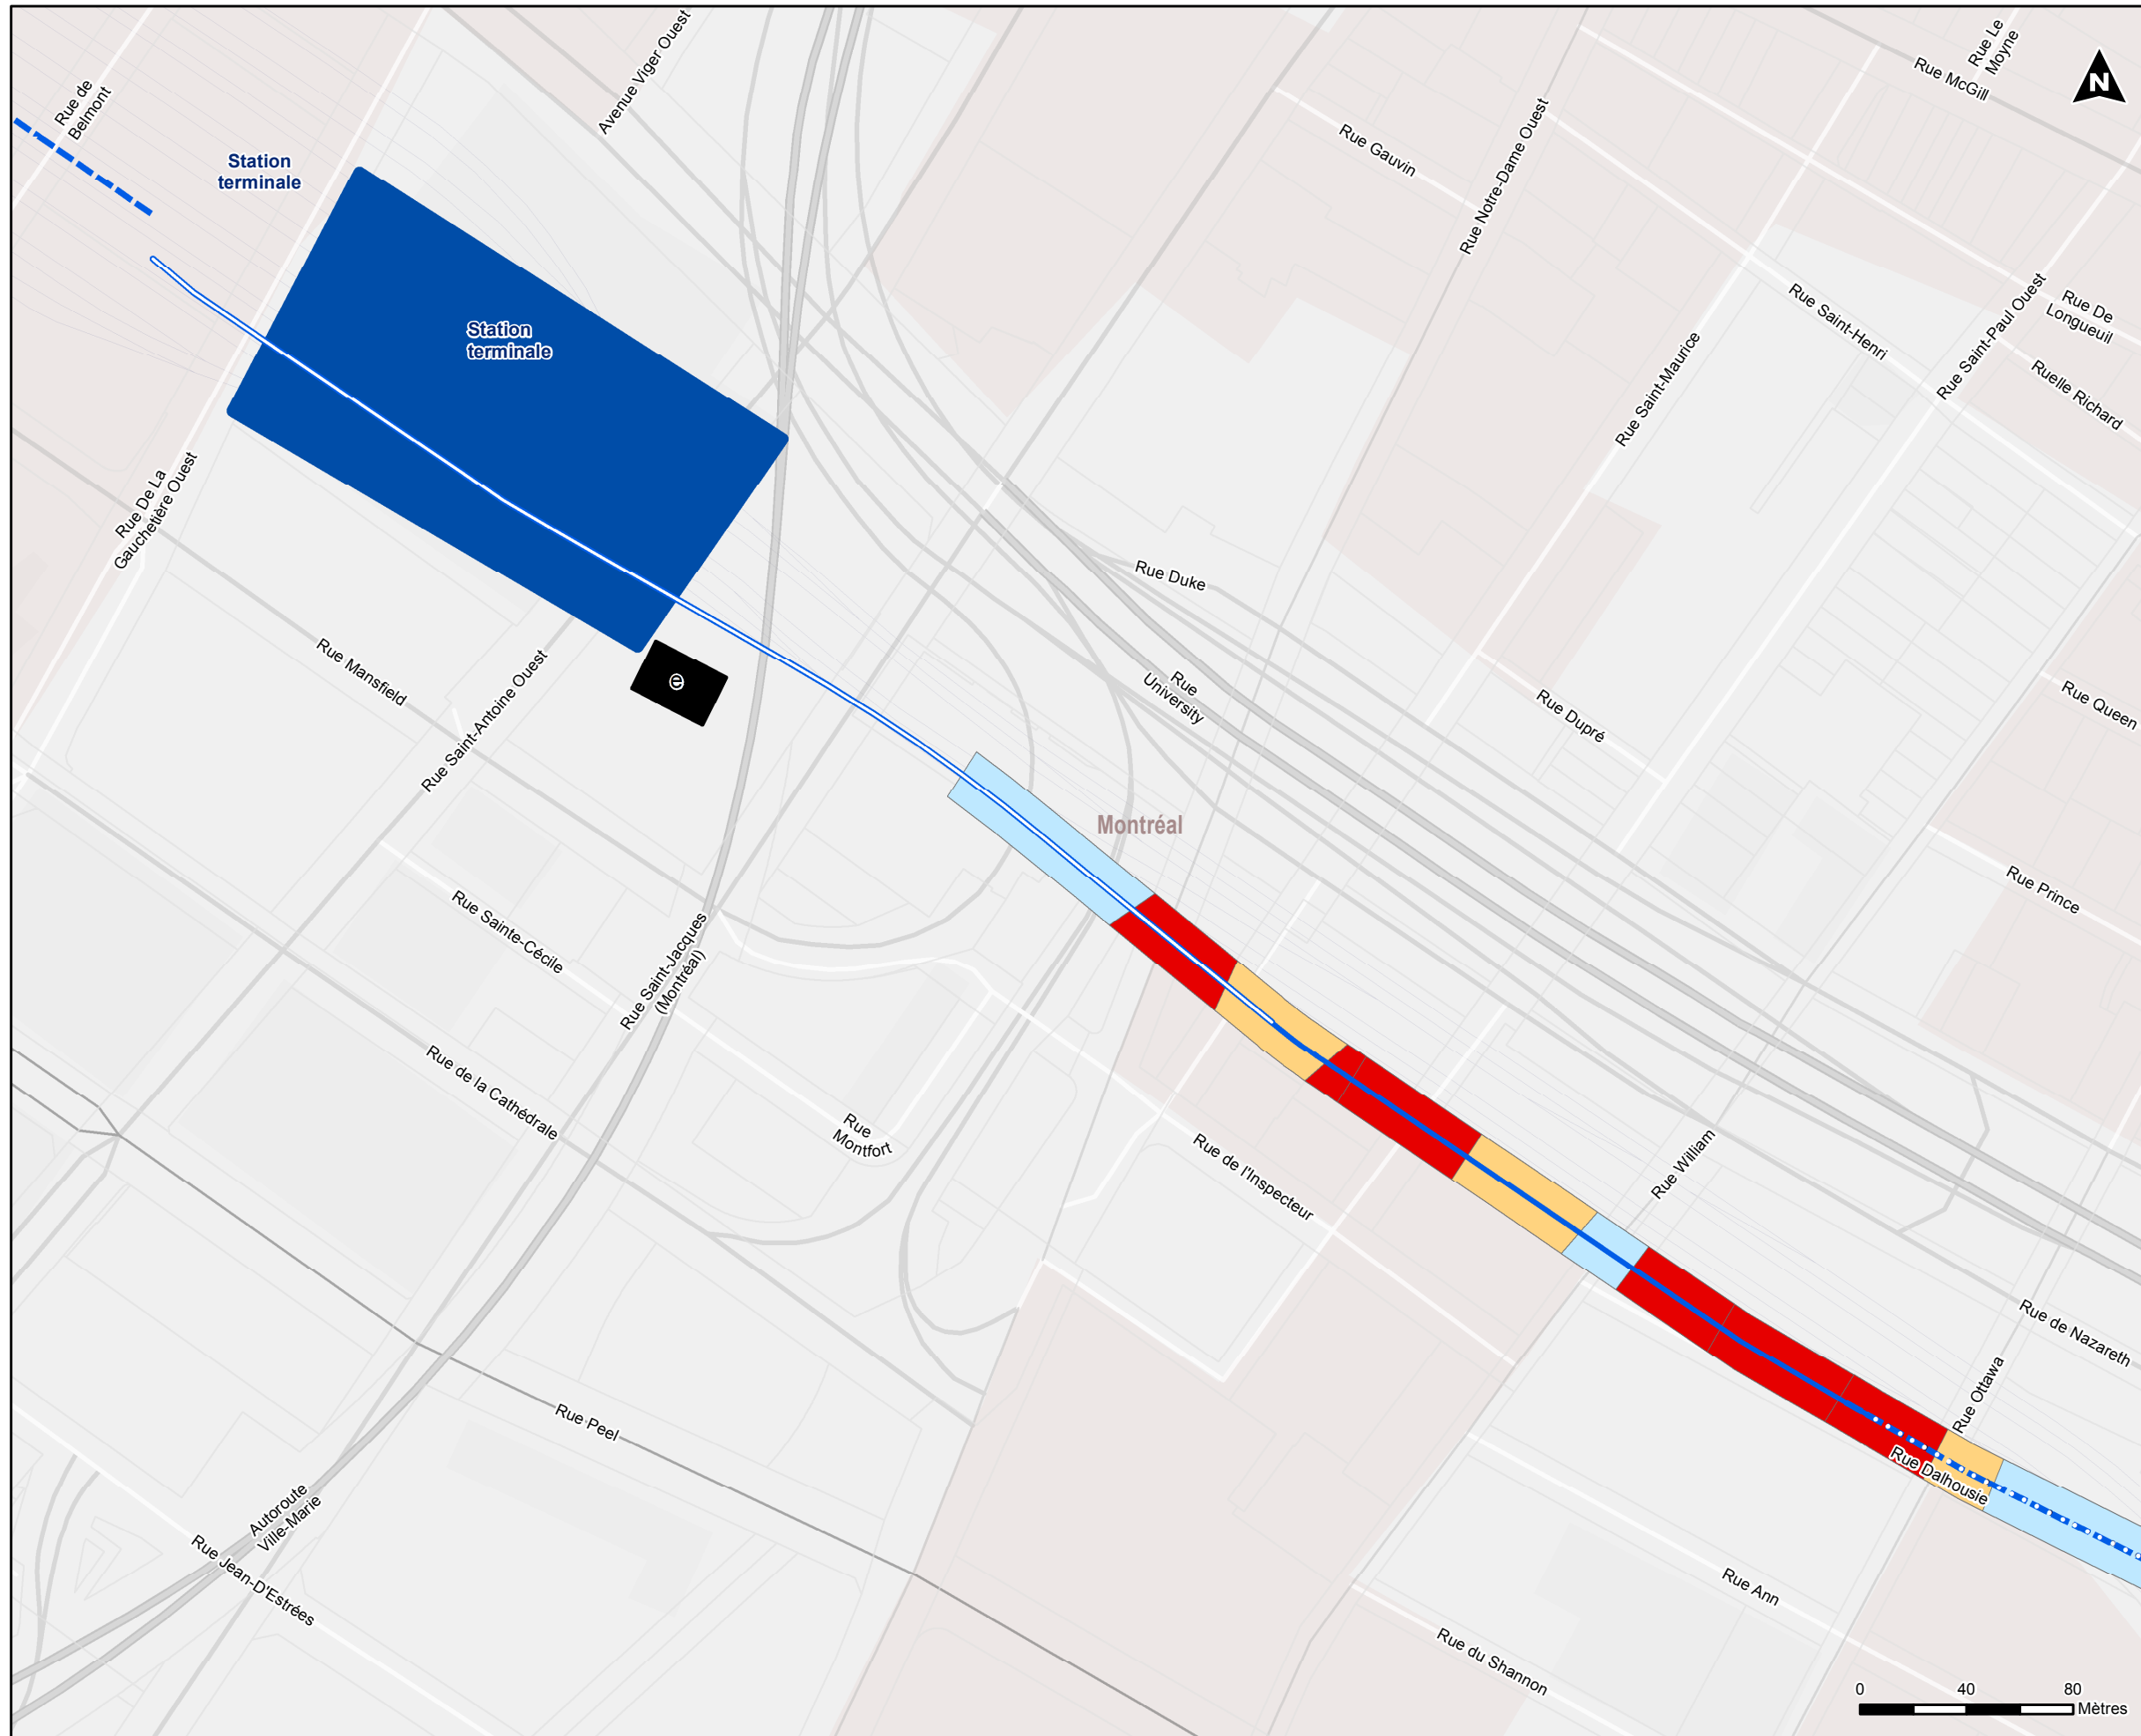 Rue Le
Moyne
Rue McGill
N
Avenue Viger Ouest
Rue de
Belmont
Station
terminale
Rue Gauvin
Rue Notre-Dame Ouest
Rue Saint-Henri
Rue Saint-Paul Ouest
Rue De
Longueuil
Ruelle Richard
Rue Saint-Maurice
Station
terminale
Rue De La
Gauchetière Ouest
Rue Duke
Rue
University
Rue Dupré
Rue Queen
Rue Mansfield
Rue Saint-Antoine Ouest
e
Montréal
Rue Prince
Rue Sainte-Cécile
Rue Saint-Jacques
(Montréal)
Rue de la Cathédrale
Rue
Montfort
Rue de l'Inspecteur
Rue William
Rue de Nazareth
Rue Ottawa
Rue Dalhousie
Rue Peel
Autoroute
Ville-Marie
Rue Jean-D'Estrées
Rue Ann
Rue du Shannon
0 40 80
Mètres